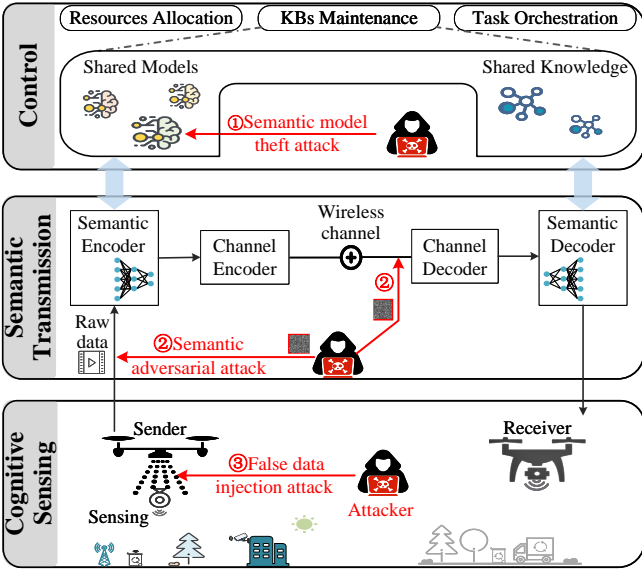 Resources Allocation
KBs Maintenance
Task Orchestration
Control
Shared Models
Shared Knowledge
①Semantic model
theft attack
Semantic
Transmission
Semantic
Encoder
Channel
Encoder
Wireless
channel
Channel
Decoder
Semantic
Decoder
②
Raw
data
②Semantic
adversarial attack
Cognitive
Sensing
Sender
Receiver
③False data
injection attack
Sensing
Attacker